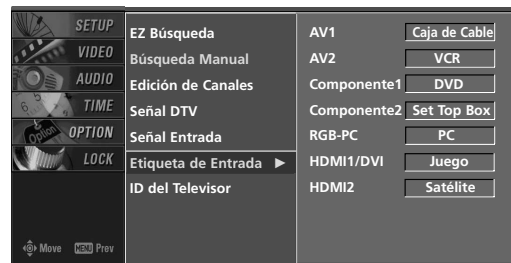 SETUP
VIDEO
AUDIO
TIME
OPTION
LOCK
Move MENU Prev
EZ Búsqueda
Búsqueda Manual
Edición de Canales
Señal DTV
Señal Entrada
Etiqueta de Entrada ►
ID del Televisor
AV1 Caja de Cable
AV2 VCR
Componente1 DVD
Componente2 Set Top Box
RGB-PC PC
HDMI1/DVI Juego
HDMI2 Satélite